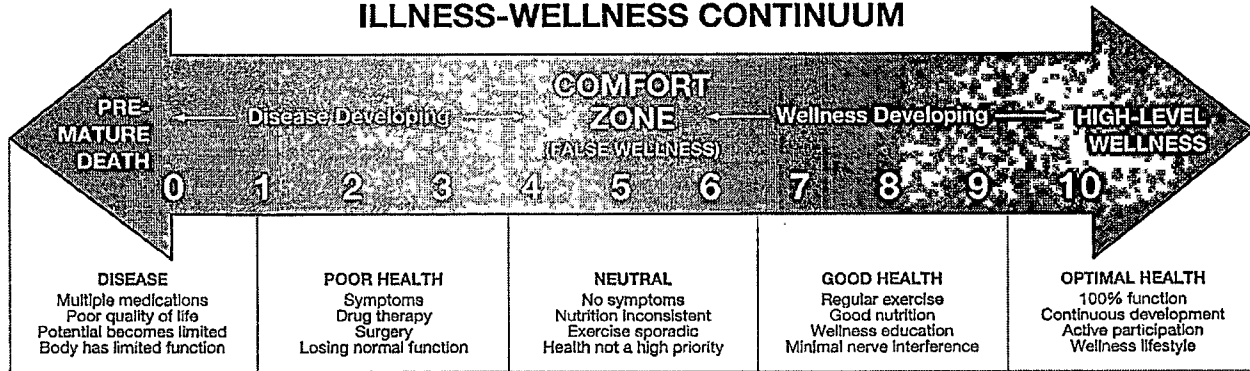 ILLNESS-WELLNESS CONTINUUM
PRE-
MATURE
DEATH
Disease Developing
COMFORT
ZONE
(FALSE WELLNESS)
Wellness Developing
HIGH-LEVEL
WELLNESS
0 1 2 3 4 5 6 7 8 9 10
DISEASE
Multiple medications
Poor quality of life
Potential becomes limited
Body has limited function
POOR HEALTH
Symptoms
Drug therapy
Surgery
Losing normal function
NEUTRAL
No symptoms
Nutrition inconsistent
Exercise sporadic
Health not a high priority
GOOD HEALTH
Regular exercise
Good nutrition
Wellness education
Minimal nerve interference
OPTIMAL HEALTH
100% function
Continuous development
Active participation
Wellness lifestyle